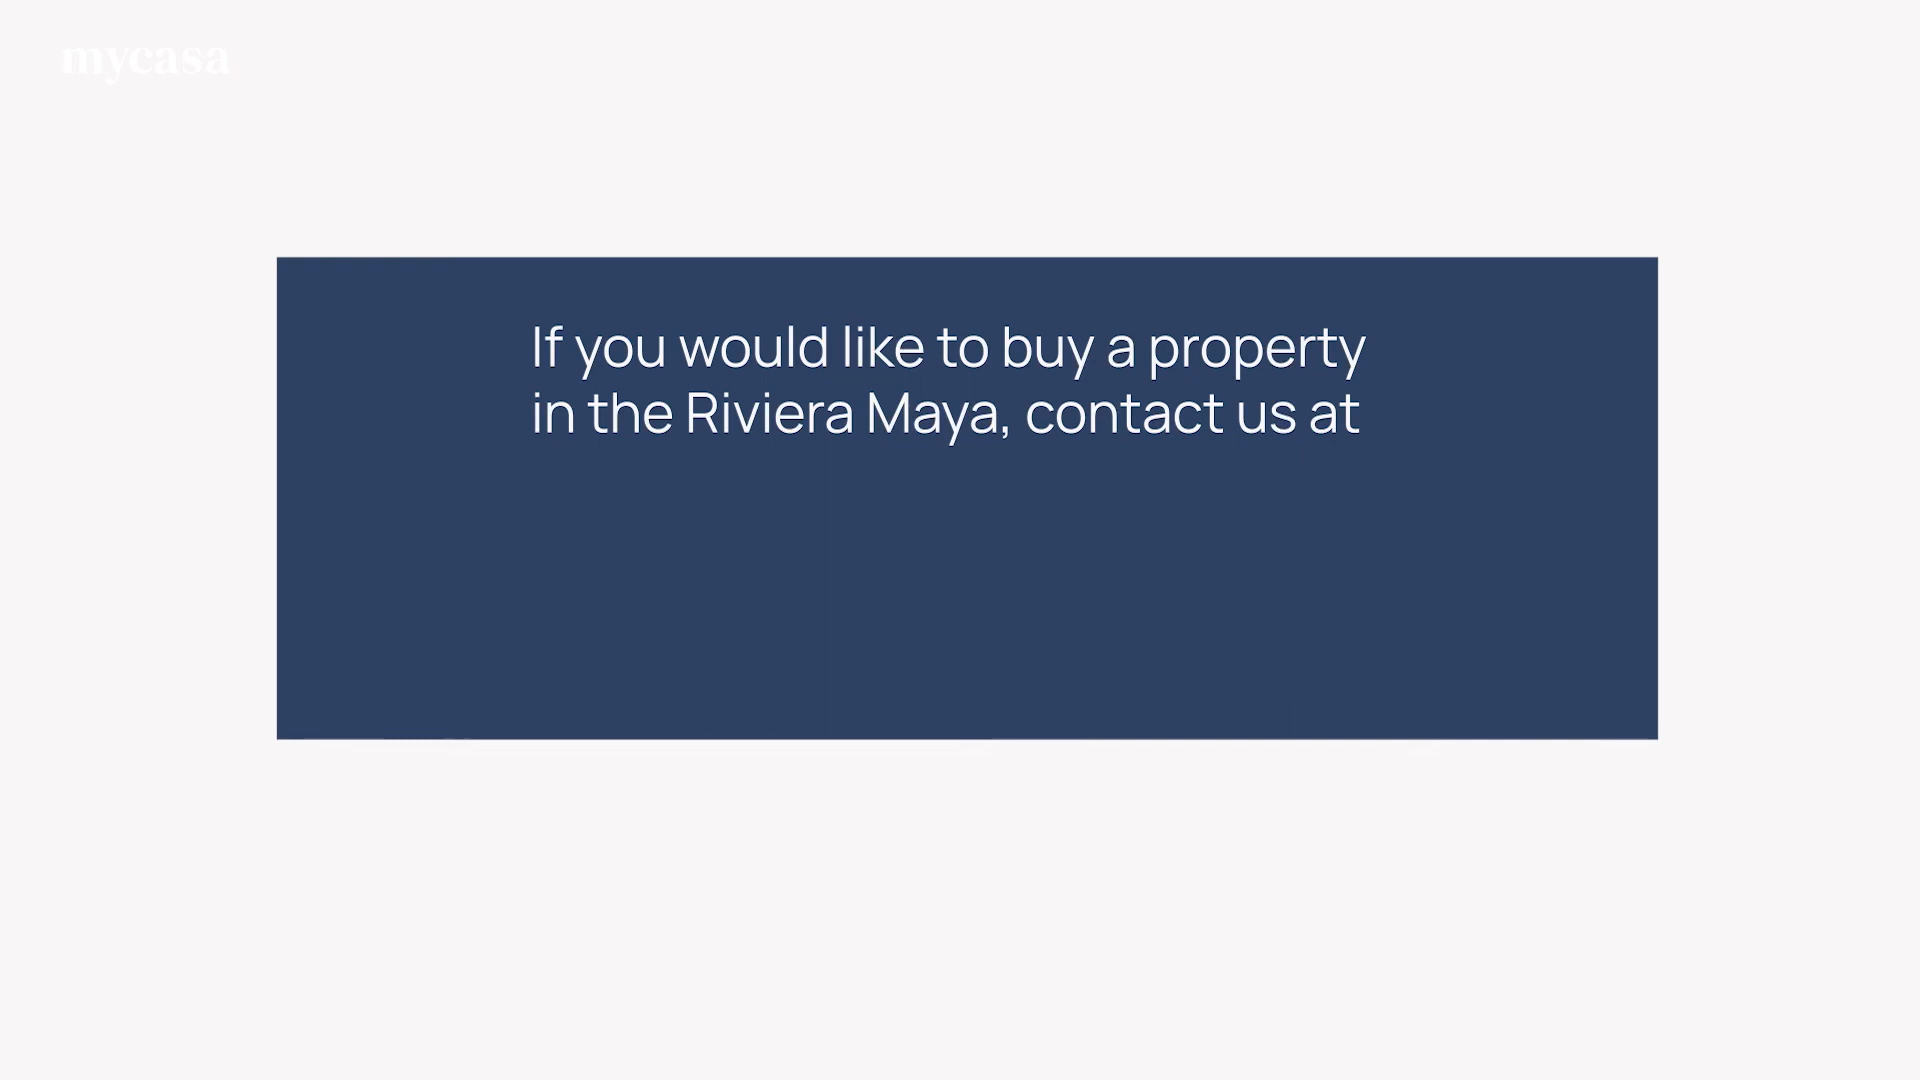 mycasa
If you would like to buy a property
in the Riviera Maya, contact us at